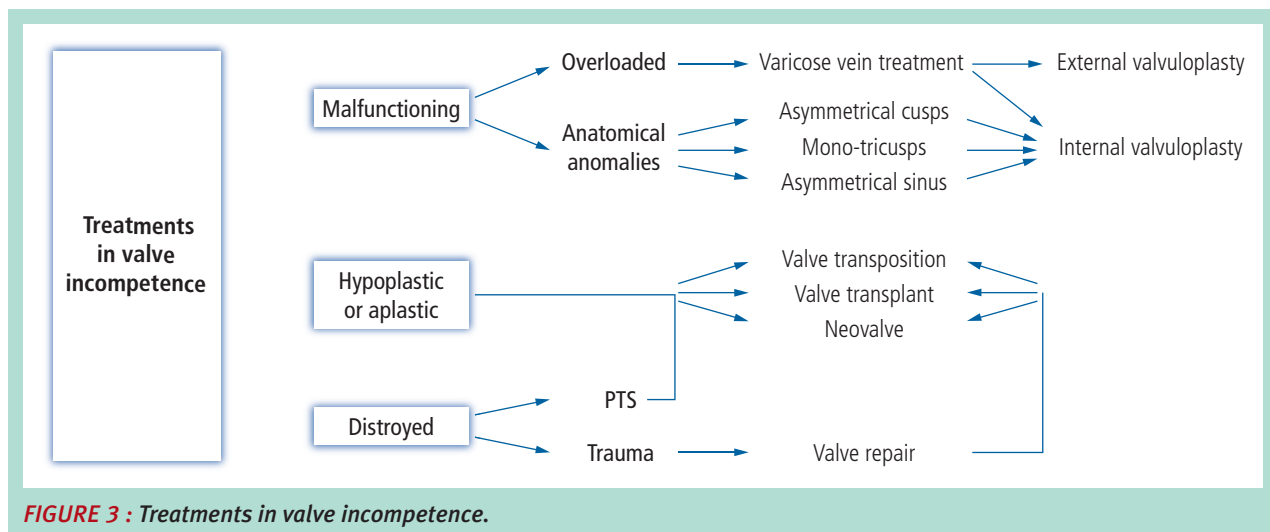 Treatments
in valve
incompetence
Malfunctioning
Overloaded
Varicose vein treatment
External valvuloplasty
Anatomical
anomalies
Asymmetrical cusps
Mono-tricusps
Asymmetrical sinus
Internal valvuloplasty
Hypoplastic
or aplastic
Valve transposition
Valve transplant
Neovalve
Distroyed
PTS
Trauma
Valve repair
FIGURE 3 : Treatments in valve incompetence.